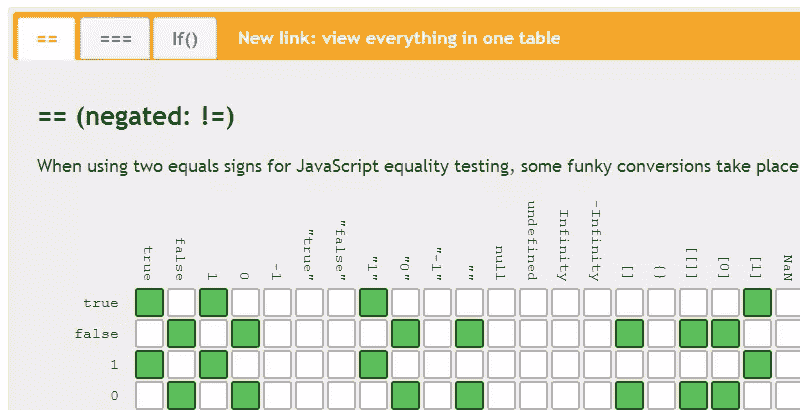 == === If() New link: view everything in one table
== (negated: !=)
When using two equals signs for JavaScript equality testing, some funky conversions take place
true false 1 0 -1 "true" "false" "1" "0" "-1" "" null undefined Infinity -Infinity [] {} [[]] [0] [1] NaN
true
false
1
0